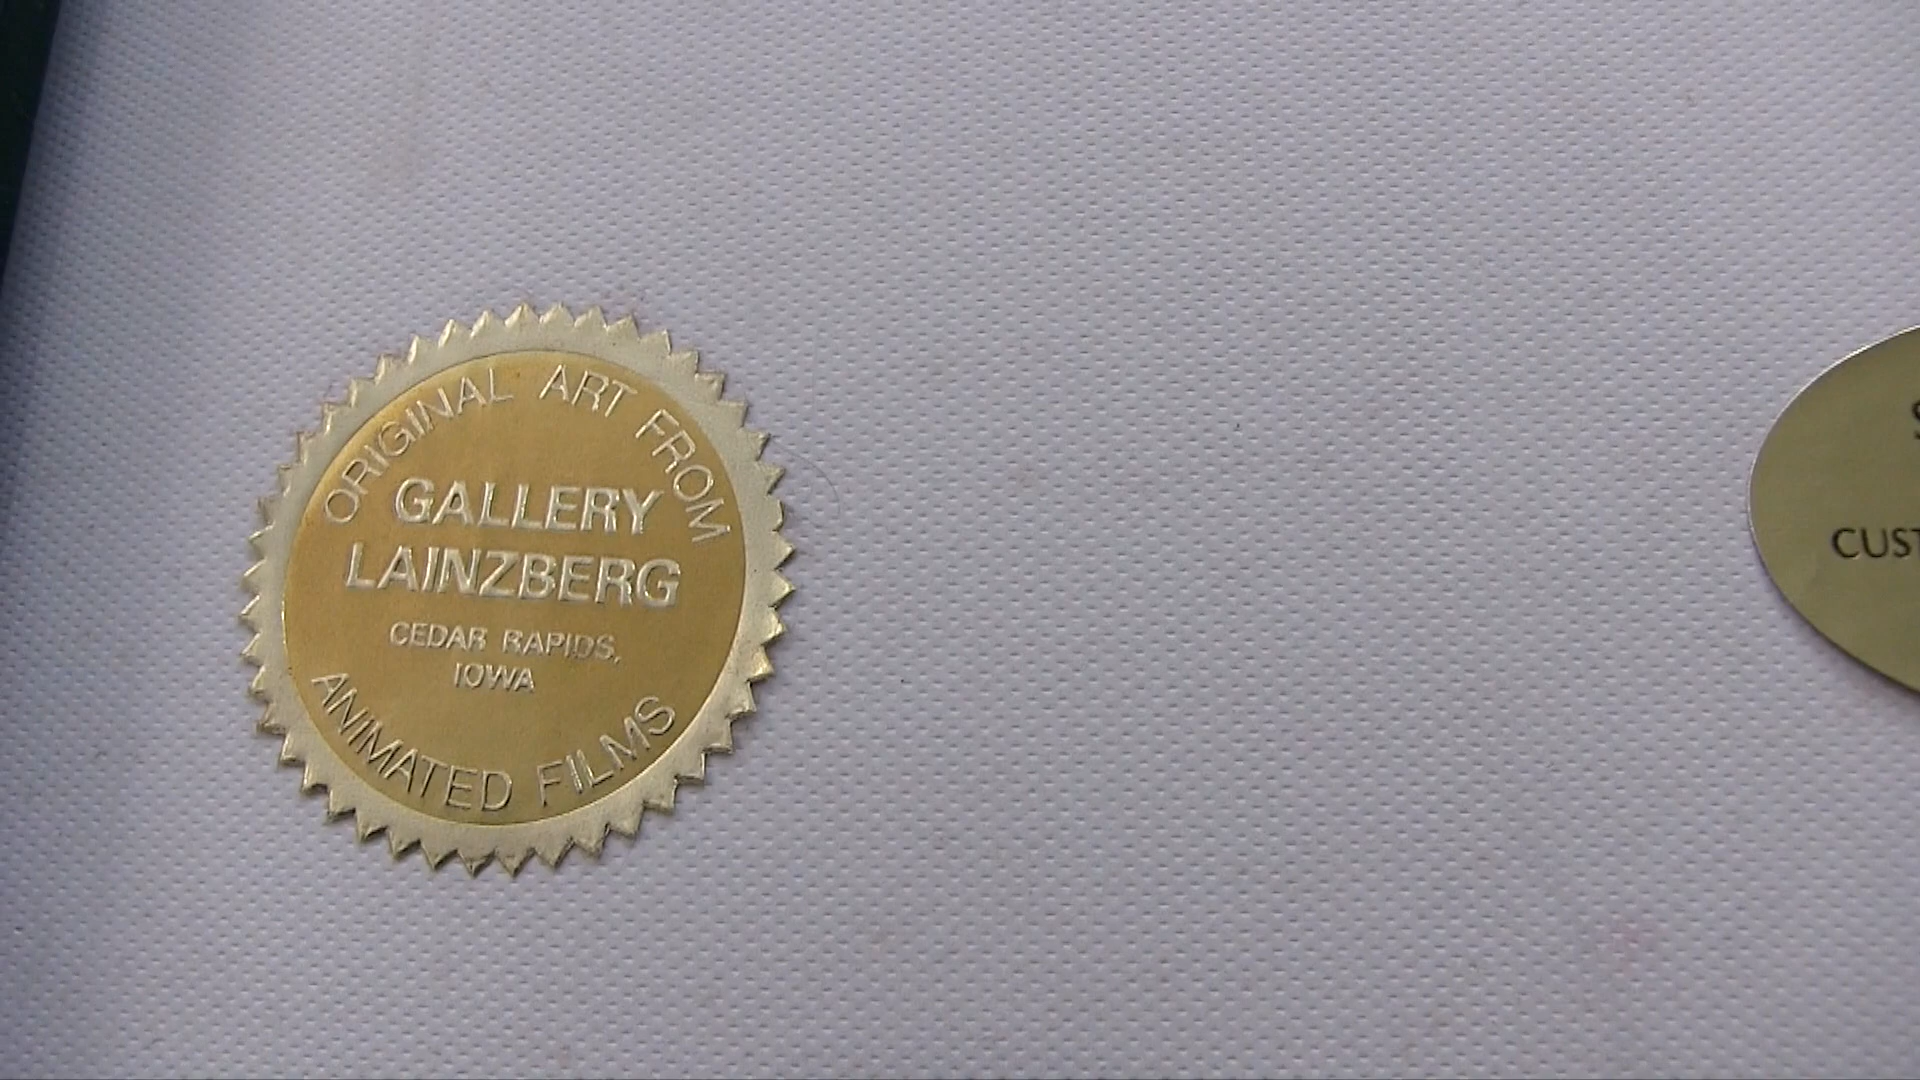 ORIGINAL ART FROM
GALLERY
LAINZBERG
CEDAR RAPIDS,
IOWA
ANIMATED FILMS